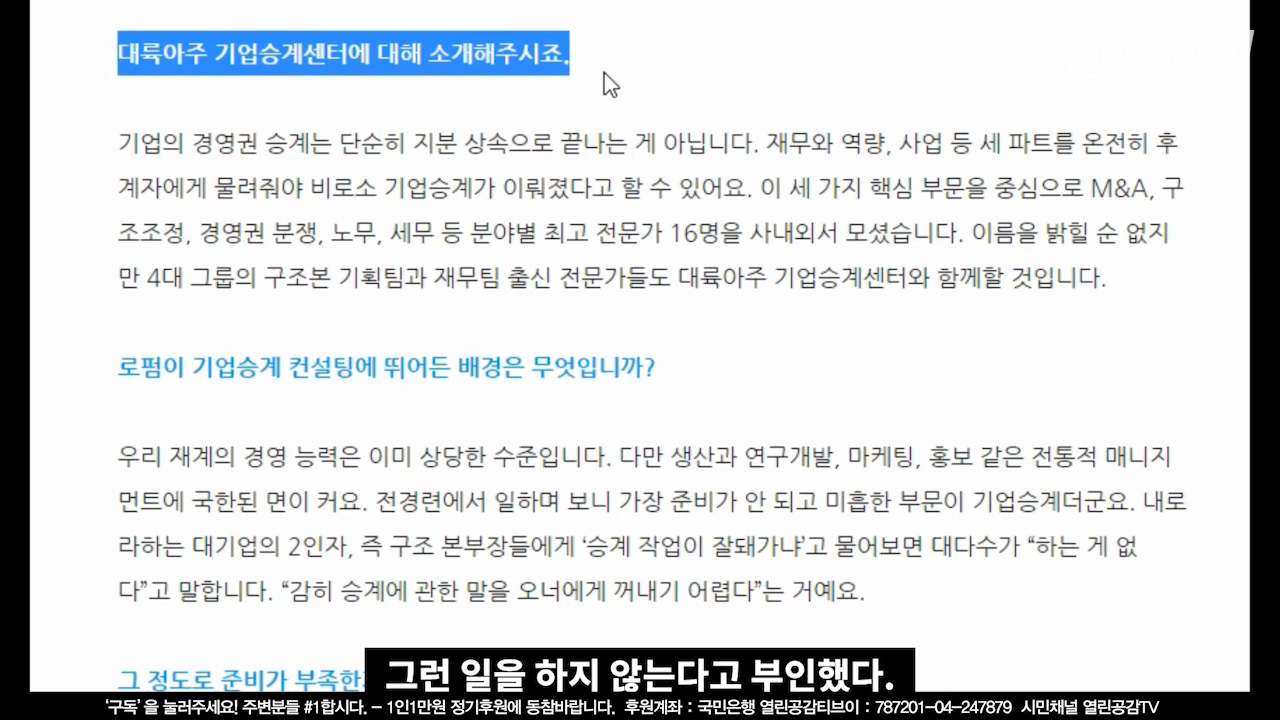 대륙아주 기업승계센터에 대해 소개해주시죠.
기업의 경영권 승계는 단순히 지분 상속으로 끝나는 게 아닙니다. 재무와 역량, 사업 등 세 파트를 온전히 후
계자에게 물려줘야 비로소 기업승계가 이뤄졌다고 할 수 있어요. 이 세 가지 핵심 부문을 중심으로 M&A, 구
조조정, 경영권 분쟁, 노무, 세무 등 분야별 최고 전문가 16명을 사내외서 모셨습니다. 이름을 밝힐 순 없지
만 4대 그룹의 구조본 기획팀과 재무팀 출신 전문가들도 대륙아주 기업승계센터와 함께할 것입니다.
로펌이 기업승계 컨설팅에 뛰어든 배경은 무엇입니까?
우리 재계의 경영 능력은 이미 상당한 수준입니다. 다만 생산과 연구개발, 마케팅, 홍보 같은 전통적 매니지
먼트에 국한된 면이 커요. 전경련에서 일하며 보니 가장 준비가 안 되고 미흡한 부문이 기업승계더군요. 내로
라하는 대기업의 2인자, 즉 구조 본부장들에게 ‘승계 작업이 잘돼가냐’고 물어보면 대다수가 “하는 게 없
다”고 말합니다. “감히 승계에 관한 말을 오너에게 꺼내기 어렵다”는 거예요.
그 정도로 준비가 부족한
그런 일을 하지 않는다고 부인했다.
‘구독’ 을 눌러주세요! 주변분들 #1합시다. – 1인1만원 정기후원에 동참바랍니다. 후원계좌 : 국민은행 열린공감티브이 : 787201-04-247879 시민채널 열린공감TV